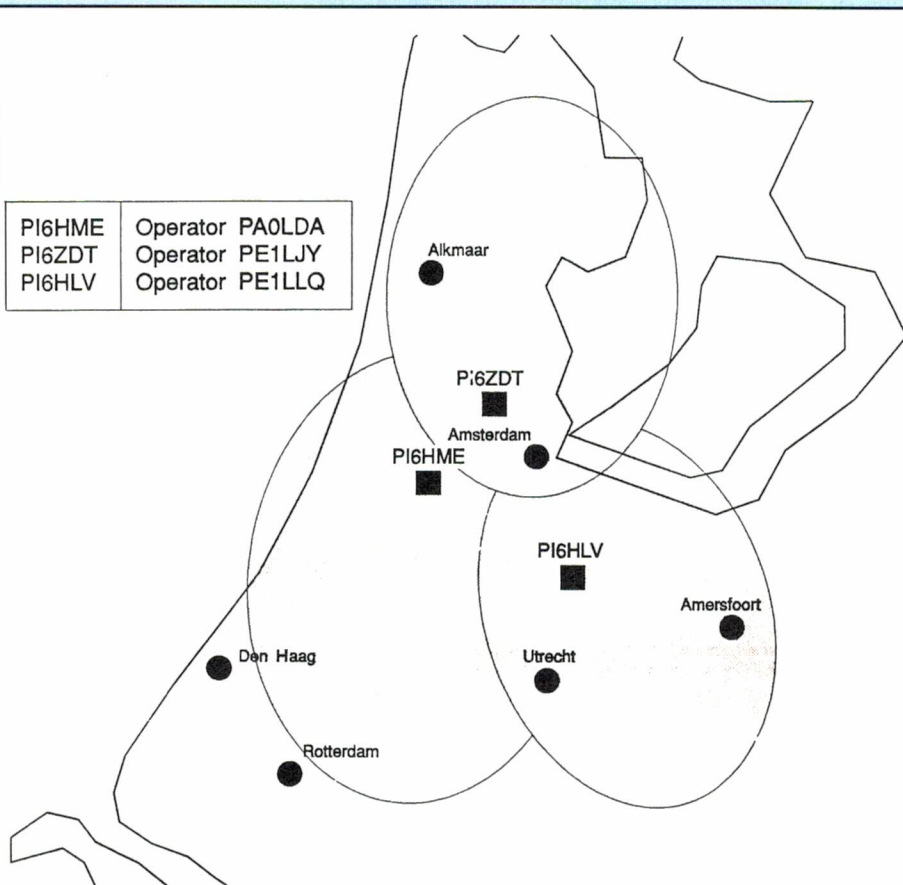 PI6HME Operator PA0LDA
PI6ZDT Operator PE1LJY
PI6HLV Operator PE1LLQ
Alkmaar
PI6ZDT
Amsterdam
PI6HME
PI6HLV
Amersfoort
Den Haag
Utrecht
Rotterdam